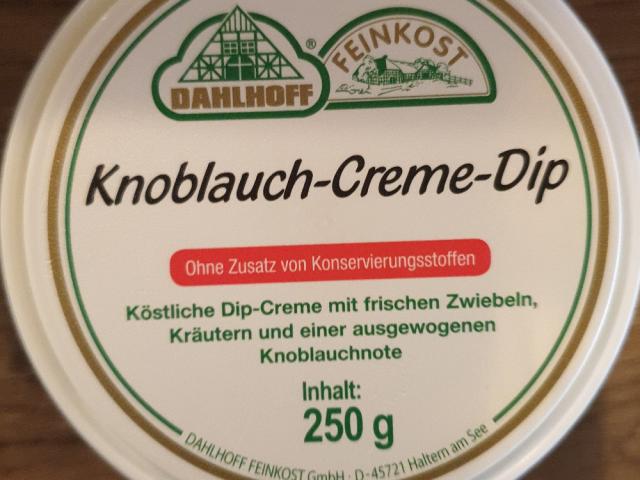 DAHLHOFF®
FEINKOST
Knoblauch-Creme-Dip
Ohne Zusatz von Konservierungsstoffen
Köstliche Dip-Creme mit frischen Zwiebeln,
Kräutern und einer ausgewogenen
Knoblauchnote
Inhalt:
250 g
DAHLHOFF FEINKOST GmbH · D-45721 Haltern am See